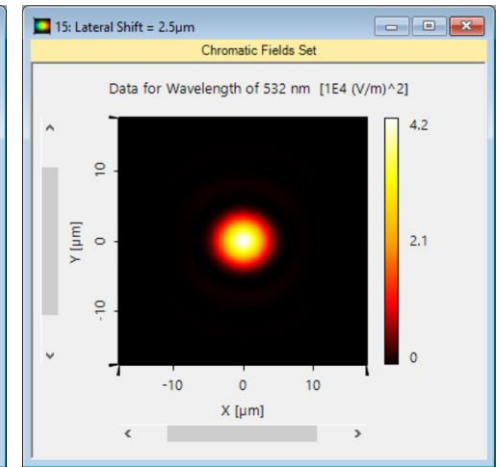 15: Lateral Shift = 2.5µm
Chromatic Fields Set
Data for Wavelength of 532 nm [1E4 (V/m)^2]
4.2
2.1
0
Y [µm]
10
0
-10
-10 0 10
X [µm]